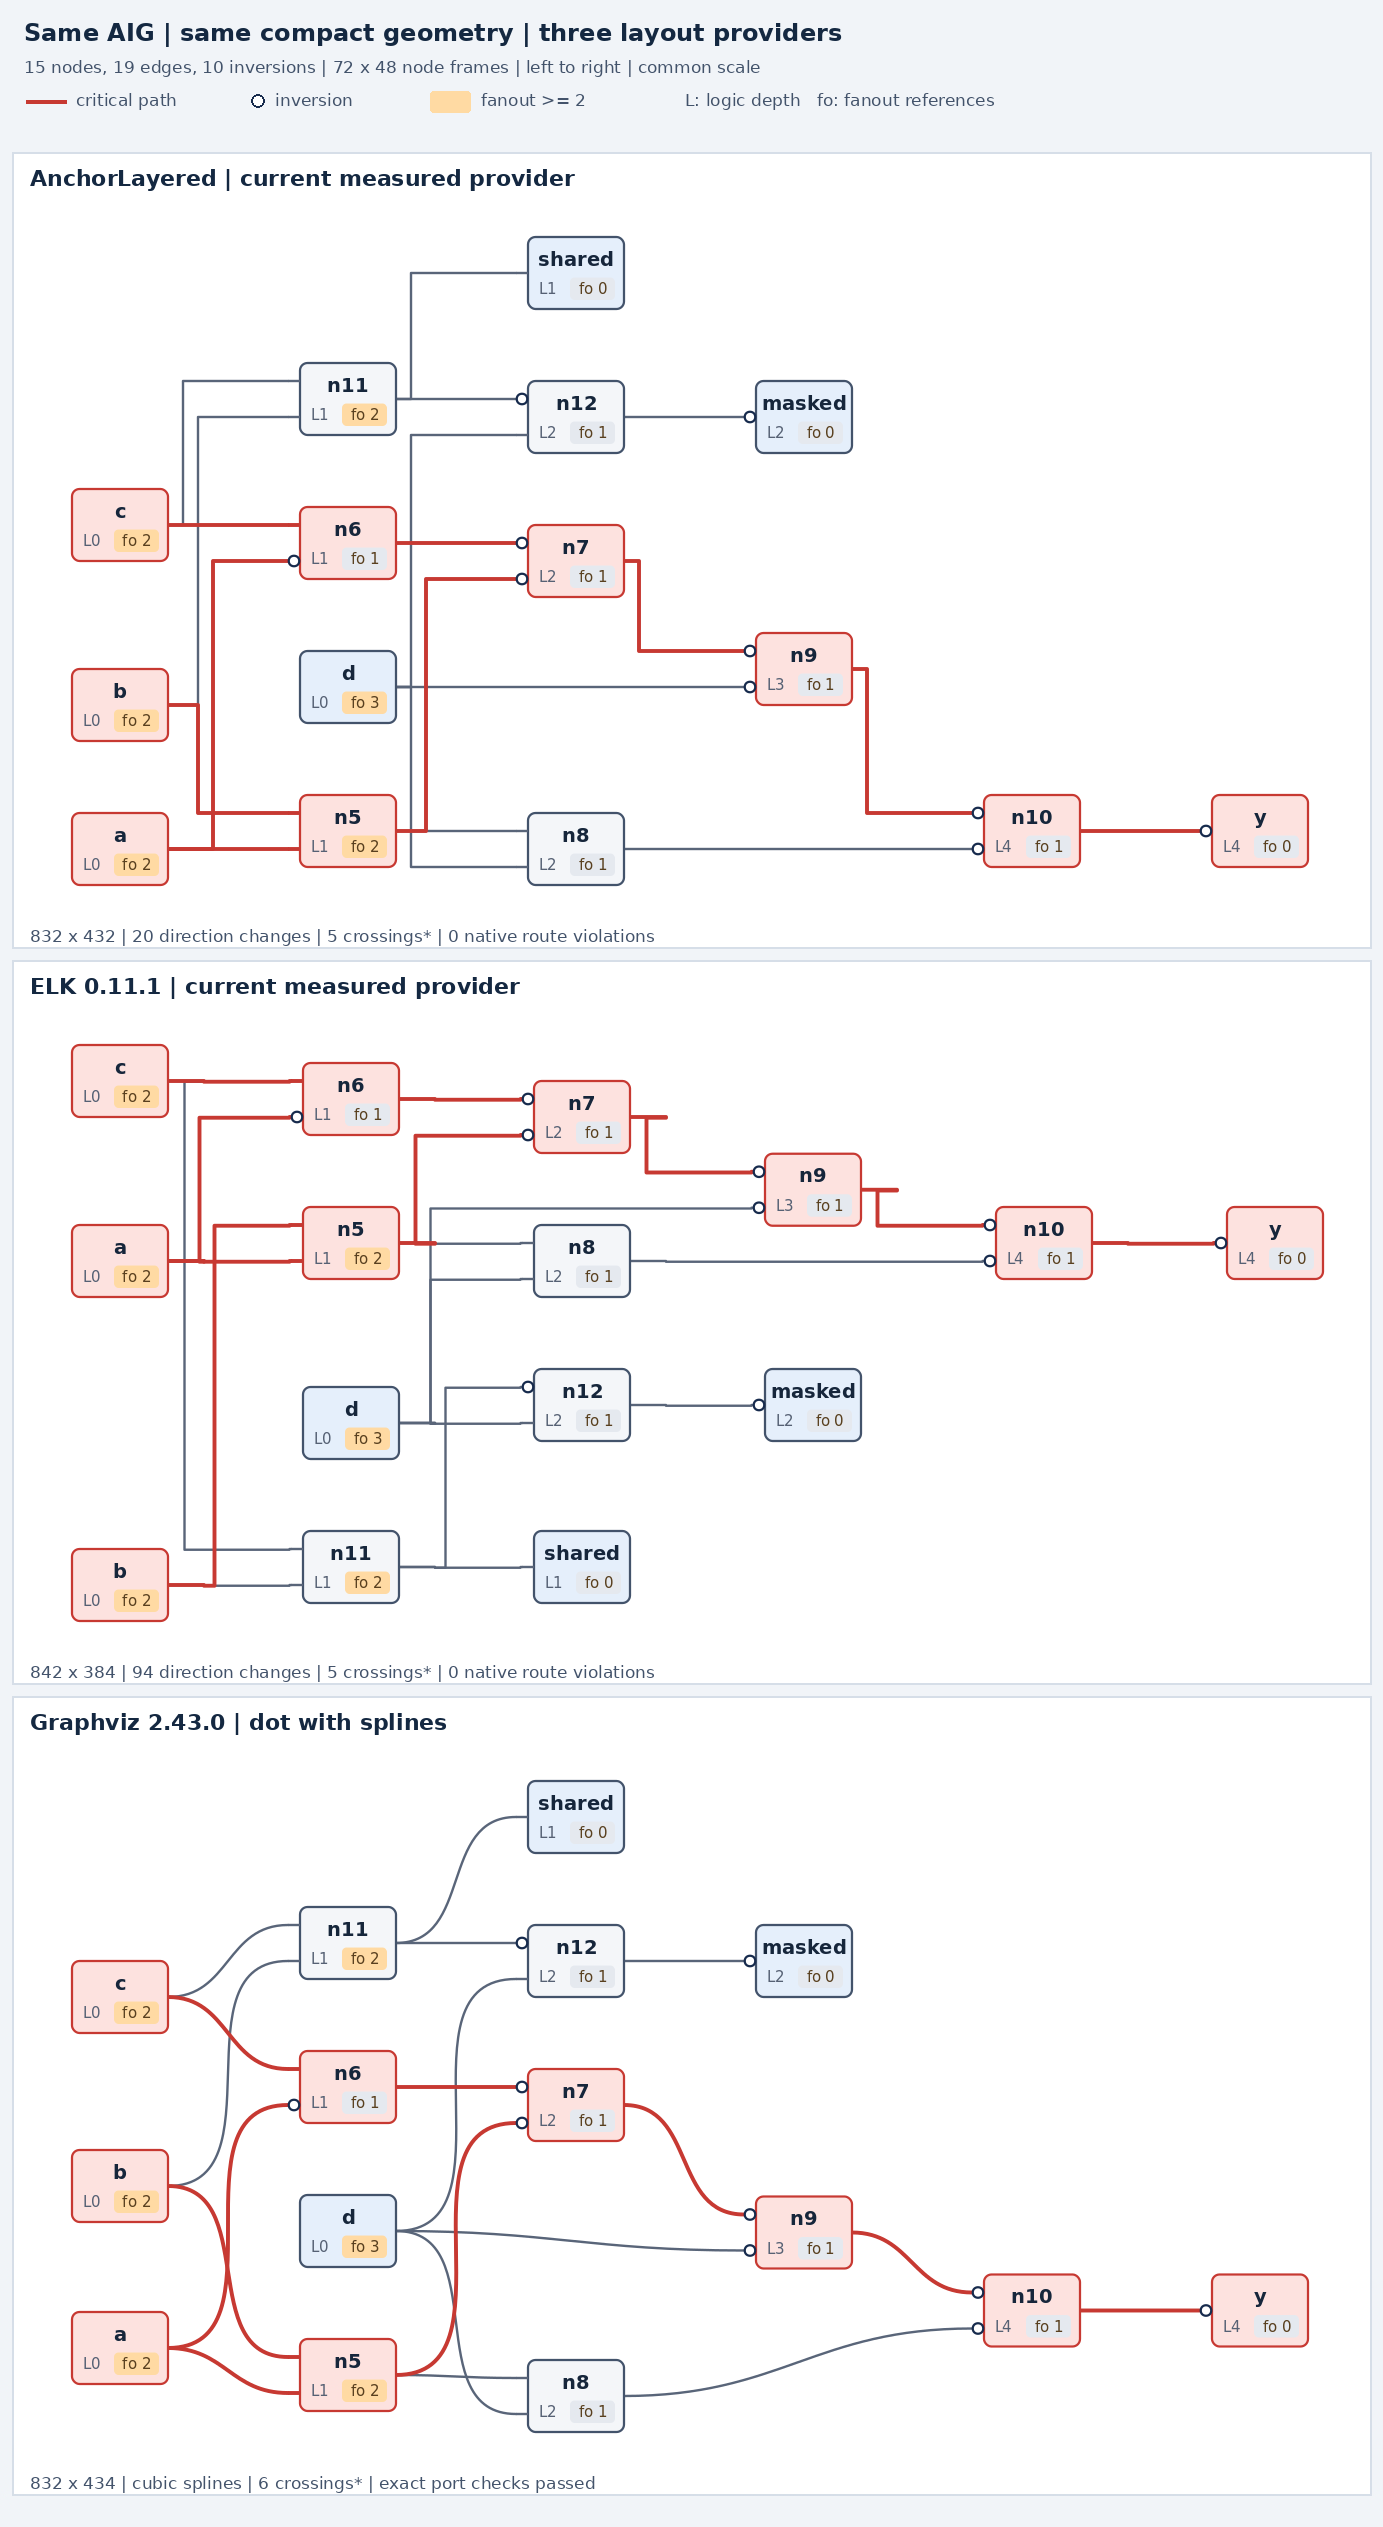 Same AIG | same compact geometry | three layout providers
15 nodes, 19 edges, 10 inversions | 72 x 48 node frames | left to right | common scale
critical path inversion fanout >= 2 L: logic depth fo: fanout references
AnchorLayered | current measured provider
shared
L1 fo 0
n11
L1 fo 2
n12
L2 fo 1
masked
L2 fo 0
c
L0 fo 2
n6
L1 fo 1
n7
L2 fo 1
d
L0 fo 3
n9
L3 fo 1
b
L0 fo 2
n5
L1 fo 2
a
L0 fo 2
n8
L2 fo 1
n10
L4 fo 1
y
L4 fo 0
832 x 432 | 20 direction changes | 5 crossings* | 0 native route violations
ELK 0.11.1 | current measured provider
c
L0 fo 2
n6
L1 fo 1
n7
L2 fo 1
n9
L3 fo 1
a
L0 fo 2
n5
L1 fo 2
n8
L2 fo 1
n10
L4 fo 1
y
L4 fo 0
d
L0 fo 3
n12
L2 fo 1
masked
L2 fo 0
b
L0 fo 2
n11
L1 fo 2
shared
L1 fo 0
842 x 384 | 94 direction changes | 5 crossings* | 0 native route violations
Graphviz 2.43.0 | dot with splines
shared
L1 fo 0
n11
L1 fo 2
n12
L2 fo 1
masked
L2 fo 0
c
L0 fo 2
n6
L1 fo 1
n7
L2 fo 1
b
L0 fo 2
d
L0 fo 3
n9
L3 fo 1
a
L0 fo 2
n5
L1 fo 2
n8
L2 fo 1
n10
L4 fo 1
y
L4 fo 0
832 x 434 | cubic splines | 6 crossings* | exact port checks passed